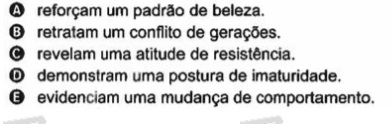 A reforçam um padrão de beleza.
B retratam um conflito de gerações.
C revelam uma atitude de resistência.
D demonstram uma postura de imaturidade.
E evidenciam uma mudança de comportamento.